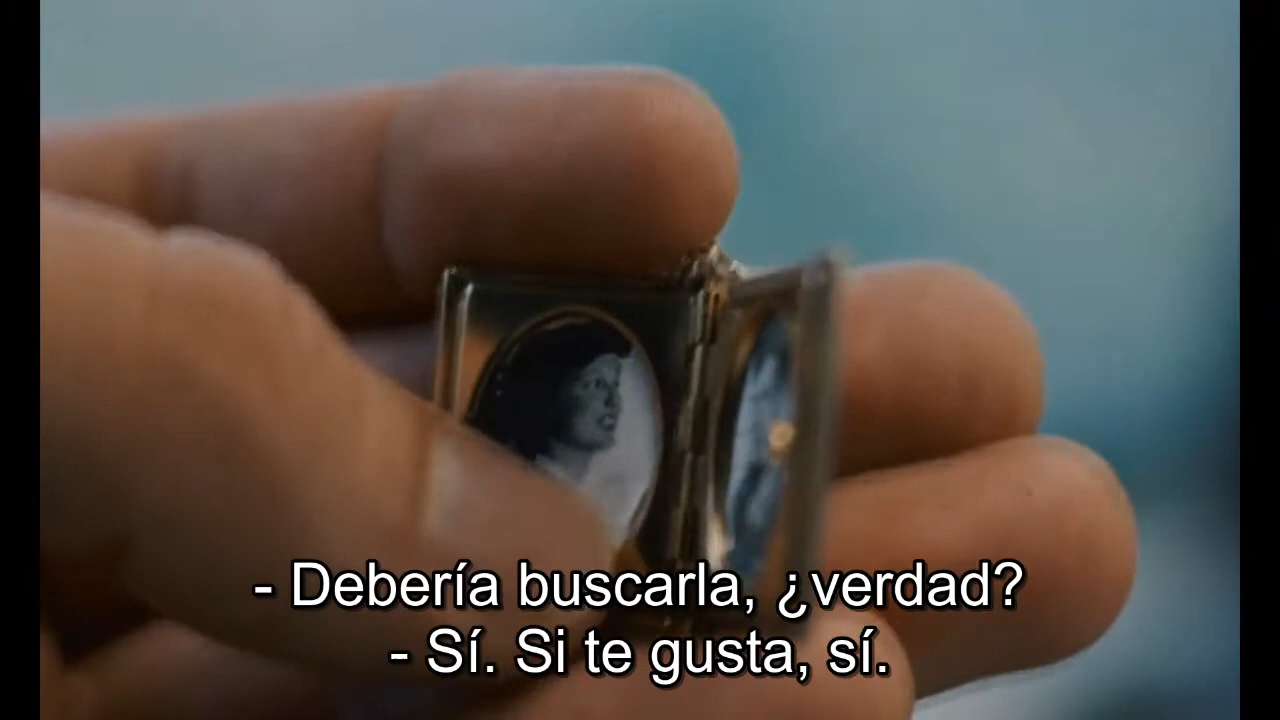 - Debería buscarla, ¿verdad?
- Sí. Si te gusta, sí.